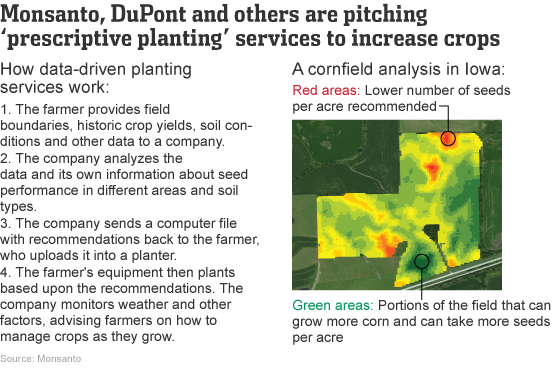 Monsanto, DuPont and others are pitching
‘prescriptive planting’ services to increase crops
How data-driven planting
services work:
1. The farmer provides field
boundaries, historic crop yields, soil con-
ditions and other data to a company.
2. The company analyzes the
data and its own information about seed
performance in different areas and soil
types.
3. The company sends a computer file
with recommendations back to the farmer,
who uploads it into a planter.
4. The farmer's equipment then plants
based upon the recommendations. The
company monitors weather and other
factors, advising farmers on how to
manage crops as they grow.
Source: Monsanto
A cornfield analysis in Iowa:
Red areas: Lower number of seeds
per acre recommended
Green areas: Portions of the field that can
grow more corn and can take more seeds
per acre